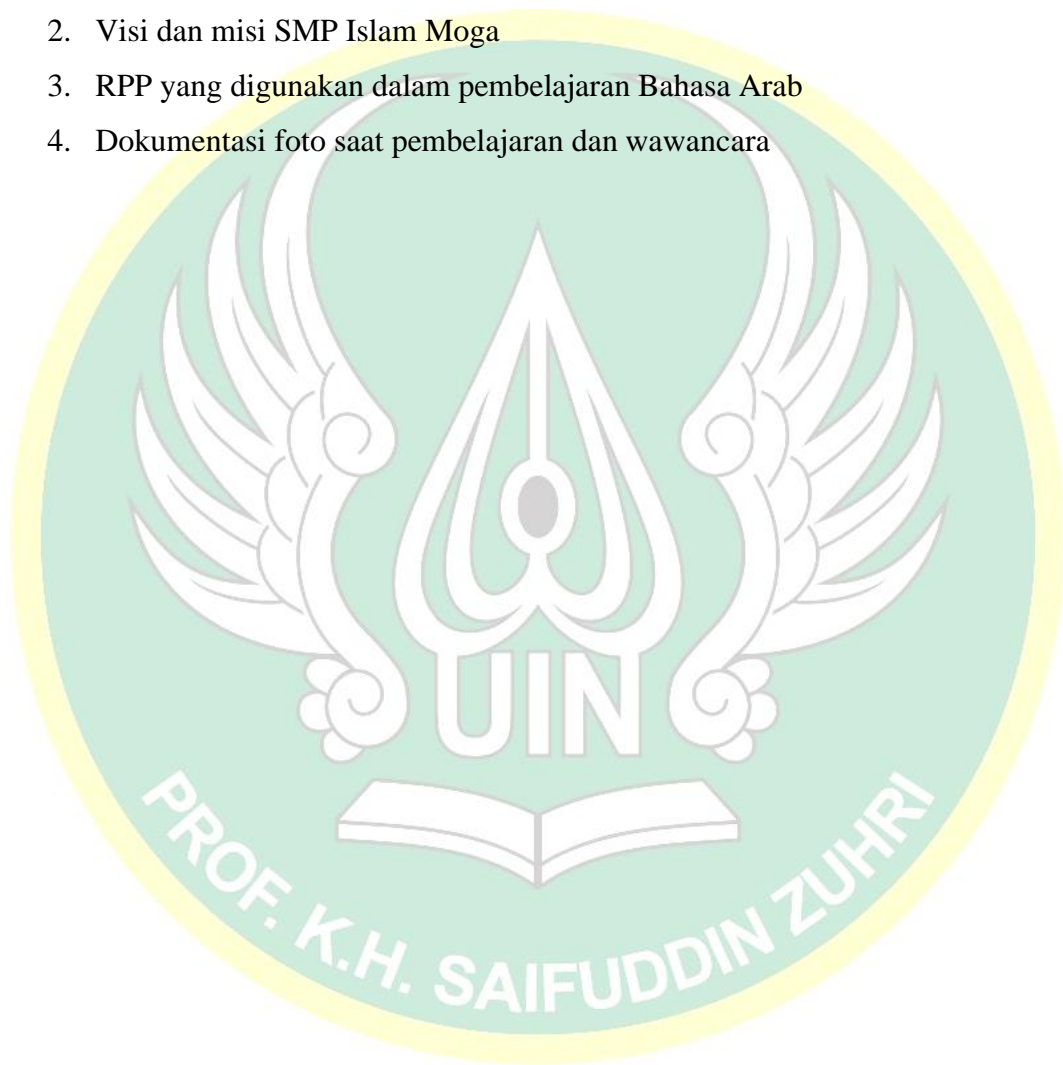 2. Visi dan misi SMP Islam Moga
3. RPP yang digunakan dalam pembelajaran Bahasa Arab
4. Dokumentasi foto saat pembelajaran dan wawancara
UIN
PROF. K.H. SAIFUDDIN ZUHRI